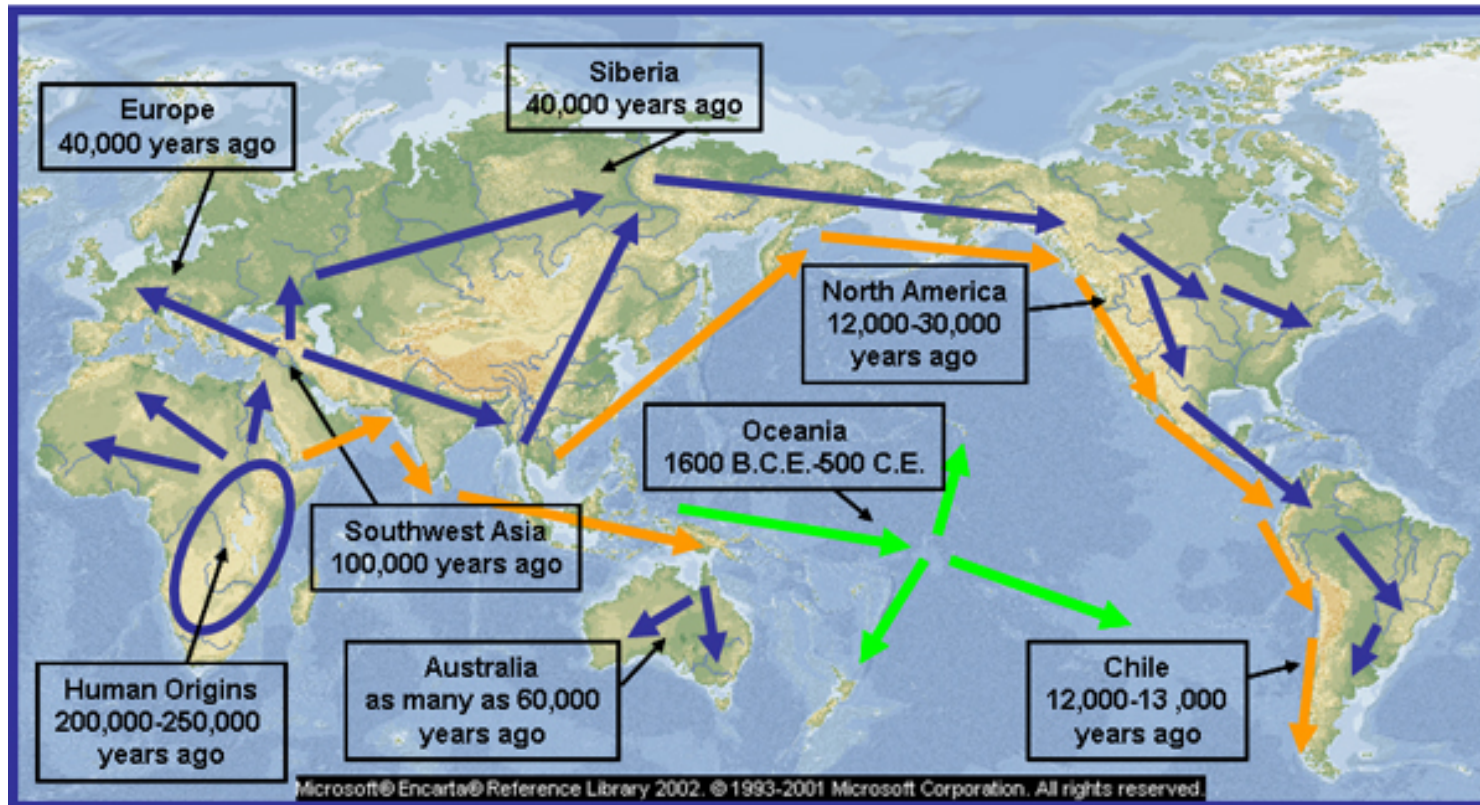 Siberia
40,000 years ago
Europe
40,000 years ago
North America
12,000-30,000
years ago
Oceania
1600 B.C.E.-500 C.E.
Southwest Asia
100,000 years ago
Human Origins
200,000-250,000
years ago
Australia
as many as 60,000
years ago
Chile
12,000-13 ,000
years ago
Microsoft® Encarta® Reference Library 2002. © 1993-2001 Microsoft Corporation. All rights reserved.